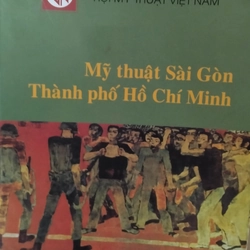 HỘI MỸ THUẬT VIỆT NAM
Mỹ thuật Sài Gòn
Thành phố Hồ Chí Minh